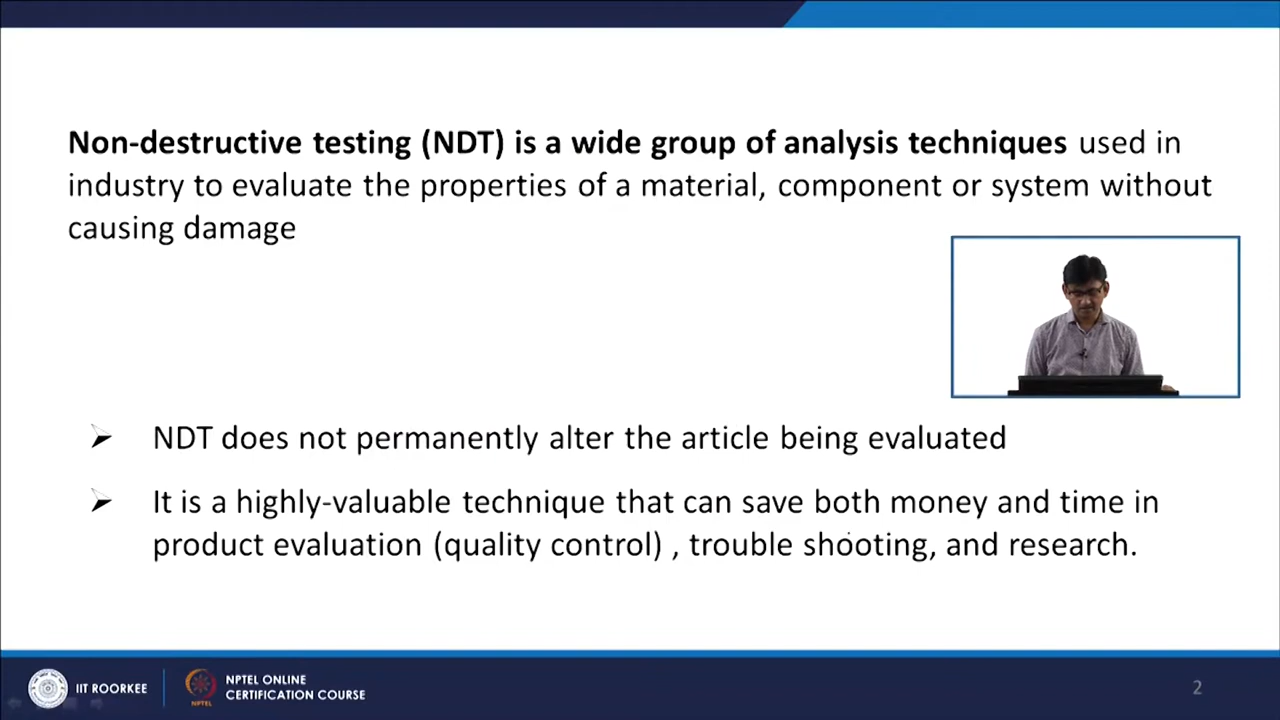 Non-destructive testing (NDT) is a wide group of analysis techniques used in
industry to evaluate the properties of a material, component or system without
causing damage
➢ NDT does not permanently alter the article being evaluated
➢ It is a highly-valuable technique that can save both money and time in
product evaluation (quality control) , trouble shooting, and research.
IIT ROORKEE
NPTEL
NPTEL ONLINE
CERTIFICATION COURSE
2